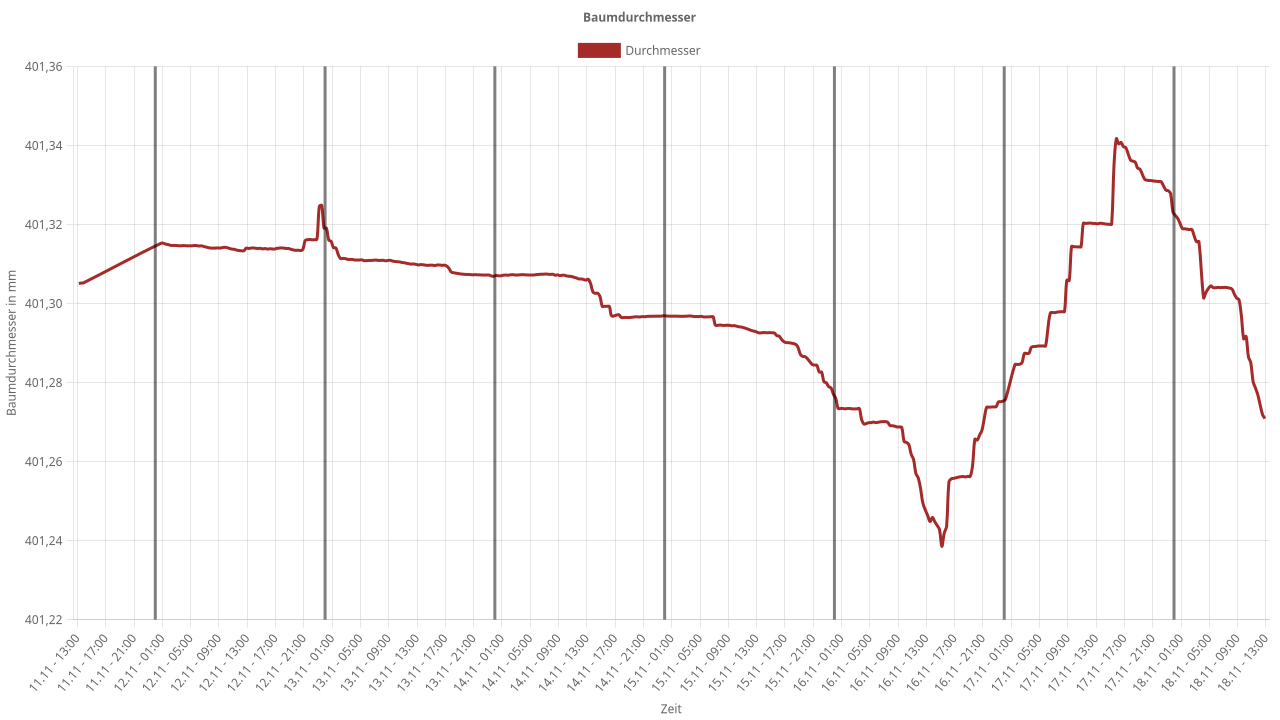 Baumdurchmesser
Durchmesser
401,36
401,34
401,32
401,30
401,28
401,26
401,24
401,22
Baumdurchmesser in mm
11.11 - 13:00
11.11 - 17:00
11.11 - 21:00
12.11 - 01:00
12.11 - 05:00
12.11 - 09:00
12.11 - 13:00
12.11 - 17:00
12.11 - 21:00
13.11 - 01:00
13.11 - 05:00
13.11 - 09:00
13.11 - 13:00
13.11 - 17:00
13.11 - 21:00
14.11 - 01:00
14.11 - 05:00
14.11 - 09:00
14.11 - 13:00
14.11 - 17:00
14.11 - 21:00
15.11 - 01:00
15.11 - 05:00
15.11 - 09:00
15.11 - 13:00
15.11 - 17:00
15.11 - 21:00
16.11 - 01:00
16.11 - 05:00
16.11 - 09:00
16.11 - 13:00
16.11 - 17:00
16.11 - 21:00
17.11 - 01:00
17.11 - 05:00
17.11 - 09:00
17.11 - 13:00
17.11 - 17:00
17.11 - 21:00
18.11 - 01:00
18.11 - 05:00
18.11 - 09:00
18.11 - 13:00
Zeit